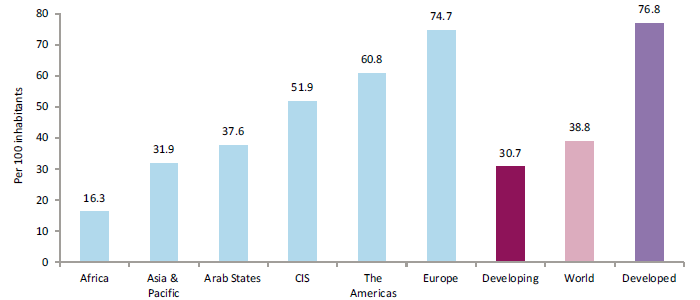 80
70
60
50
40
30
20
10
0
Per 100 inhabitants
16.3
31.9
37.6
51.9
60.8
74.7
30.7
38.8
76.8
Africa
Asia &
Pacific
Arab States
CIS
The
Americas
Europe
Developing
World
Developed